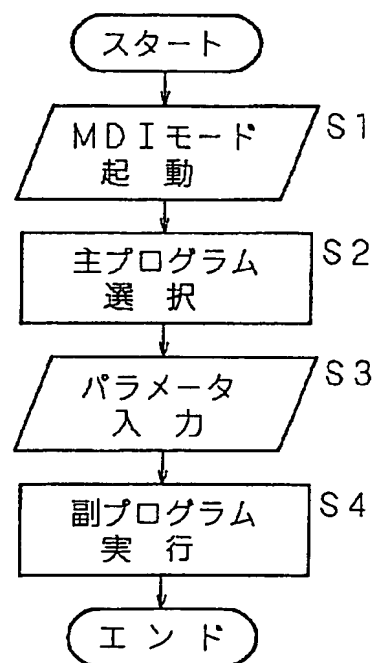 スタート
MDIモード
起動
S1
主プログラム
選択
S2
パラメータ
入力
S3
副プログラム
実行
S4
エンド